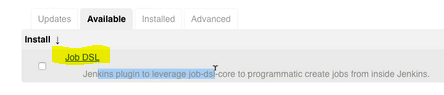 Updates Available Installed Advanced
Install ↓
Job DSL
Jenkins plugin to leverage job-dsl-core to programmatic create jobs from inside Jenkins.